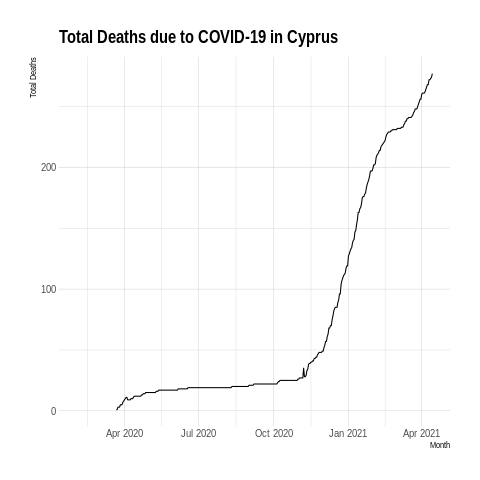 Total Deaths due to COVID-19 in Cyprus
Total Deaths
200
100
0
Apr 2020 Jul 2020 Oct 2020 Jan 2021 Apr 2021
Month